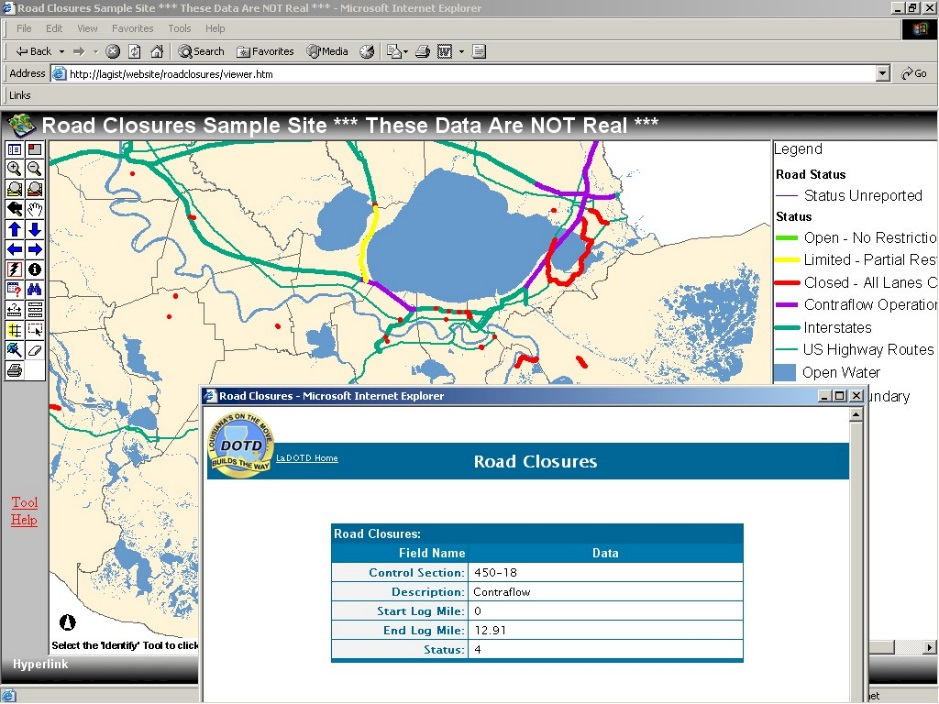 Road Closures Sample Site *** These Data Are NOT Real *** - Microsoft Internet Explorer
File Edit View Favorites Tools Help
Back Search Favorites Media
Address http://lagist/website/roadclosures/viewer.htm Go
Links
Road Closures Sample Site *** These Data Are NOT Real ***
Legend
Road Status
Status Unreported
Status
Open - No Restrictio
Limited - Partial Res
Closed - All Lanes C
Contraflow Operation
Interstates
US Highway Routes
Open Water
undary
Tool
Help
Select the 'Identify' Tool to click
Hyperlink
Road Closures - Microsoft Internet Explorer
LOUISIANA'S ON THE MOVE...
DOTD
BUILDS THE WAY
LaDOTD Home
Road Closures
Road Closures:
Field Name Data
Control Section: 450-18
Description: Contraflow
Start Log Mile: 0
End Log Mile: 12.91
Status: 4
et